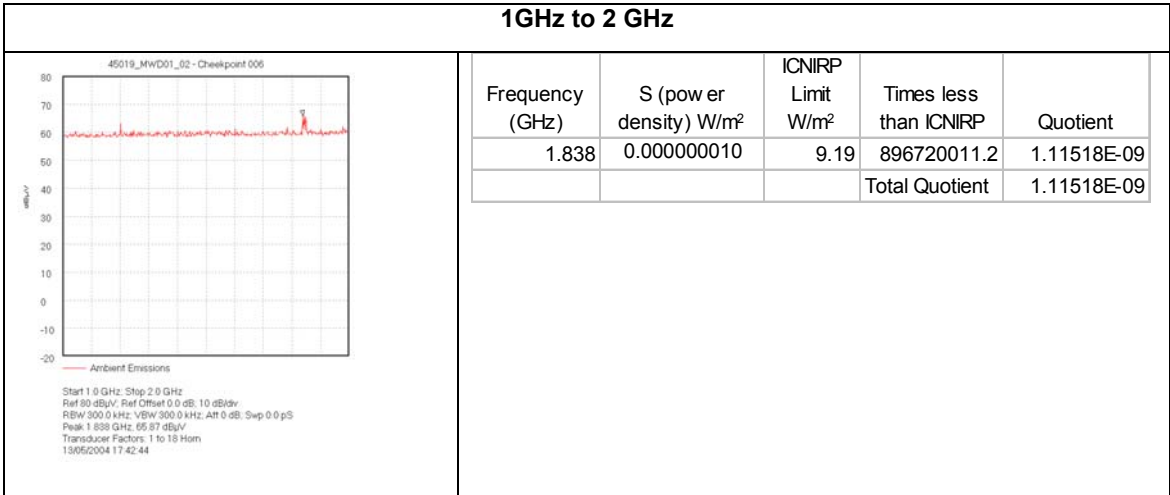 1GHz to 2 GHz
45019_MWD01_02 - Cheekpoint 006
80
70
60
50
40
30
20
10
0
-10
-20
dBµV
Ambient Emissions
Start 1.0 GHz; Stop 2.0 GHz
Ref 80 dBµV; Ref Offset 0.0 dB; 10 dB/div
RBW 300.0 kHz; VBW 300.0 kHz; Att 0 dB; Swp 0.0 pS
Peak 1.838 GHz, 65.87 dBµV
Transducer Factors: 1 to 18 Horn
13/05/2004 17:42:44
Frequency (GHz) S (pow er density) W/m² ICNIRP Limit W/m² Times less than ICNIRP Quotient
1.838 0.000000010 9.19 896720011.2 1.11518E-09
Total Quotient 1.11518E-09